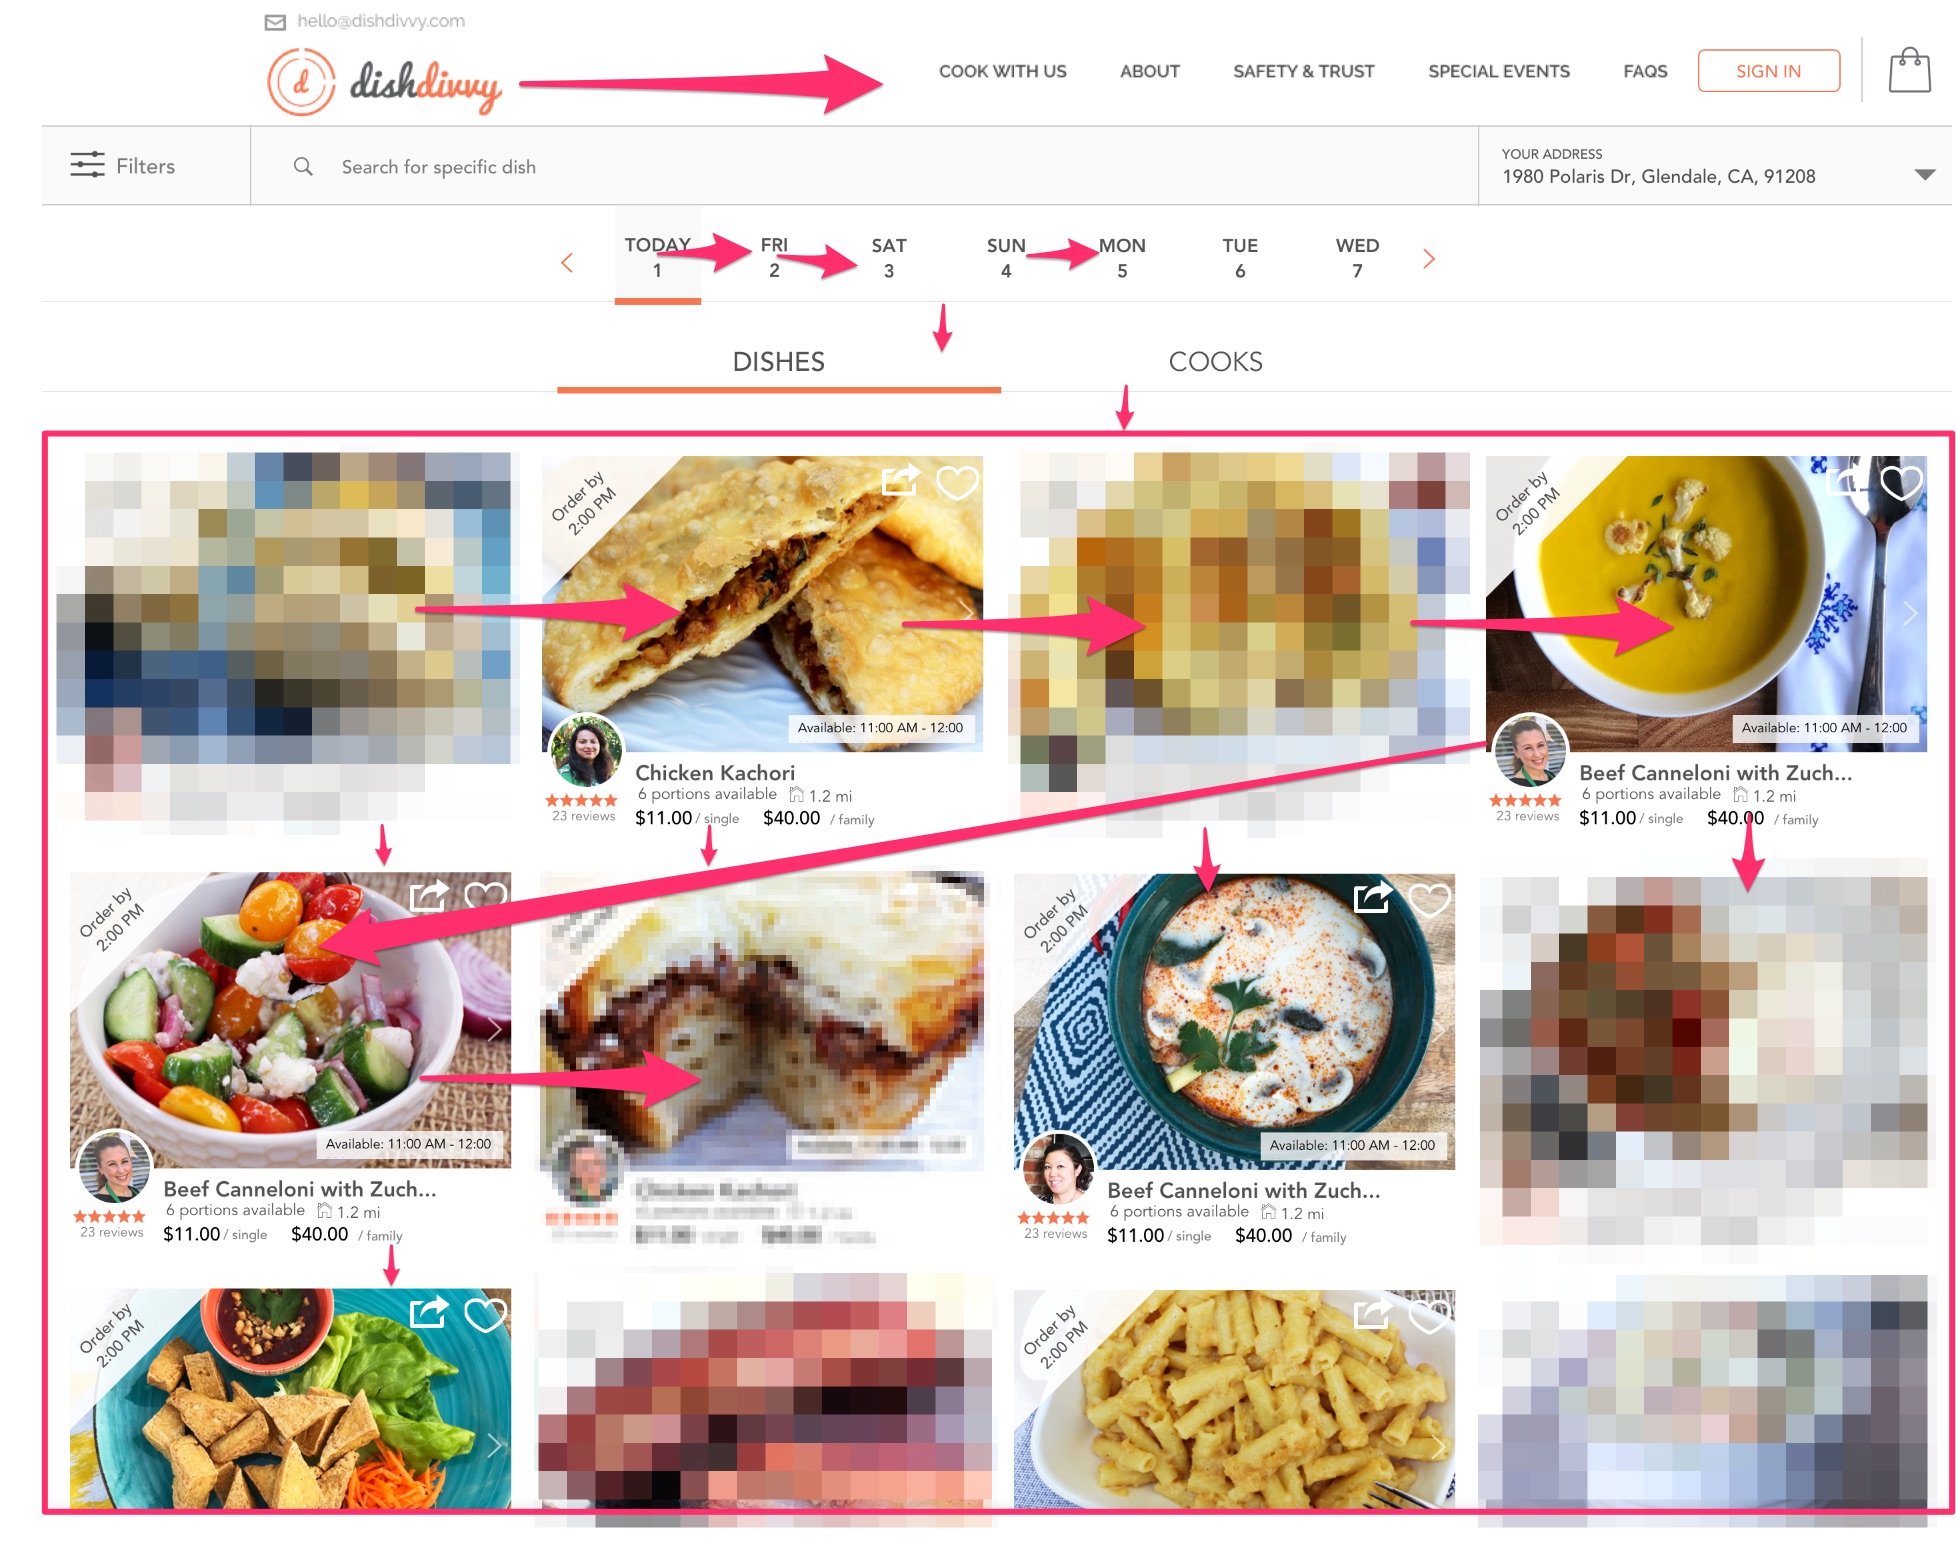 hello@dishdivvy.com
d dishdivvy
COOK WITH US ABOUT SAFETY & TRUST SPECIAL EVENTS FAQS SIGN IN
Filters
Search for specific dish
YOUR ADDRESS
1980 Polaris Dr, Glendale, CA, 91208
TODAY FRI SAT SUN MON TUE WED
1 2 3 4 5 6 7
DISHES COOKS
Order by
2:00 PM
Available: 11:00 AM - 12:00
Chicken Kachori
6 portions available 1.2 mi
23 reviews
$11.00 / single $40.00 / family
Order by
2:00 PM
Available: 11:00 AM - 12:00
Beef Canneloni with Zuch...
6 portions available 1.2 mi
23 reviews
$11.00 / single $40.00 / family
Order by
2:00 PM
Available: 11:00 AM - 12:00
Beef Canneloni with Zuch...
6 portions available 1.2 mi
23 reviews
$11.00 / single $40.00 / family
Chicken Kachori
Order by
2:00 PM
Available: 11:00 AM - 12:00
Beef Canneloni with Zuch...
6 portions available 1.2 mi
23 reviews
$11.00 / single $40.00 / family
Order by
2:00 PM
Order by
2:00 PM